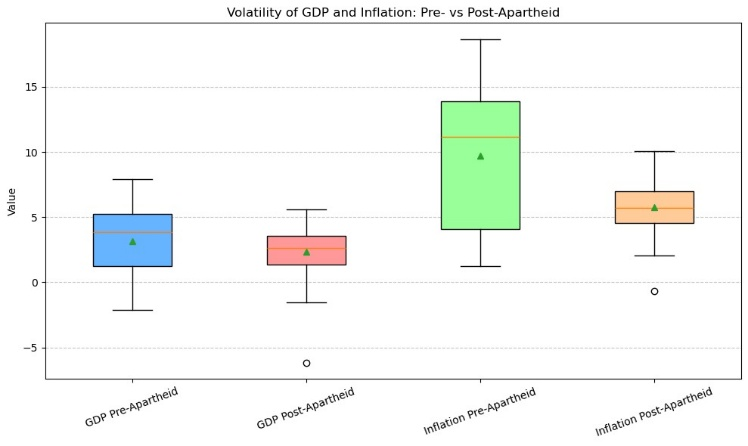 Volatility of GDP and Inflation: Pre- vs Post-Apartheid
15
10
5
0
−5
Value
GDP Pre-Apartheid
GDP Post-Apartheid
Inflation Pre-Apartheid
Inflation Post-Apartheid